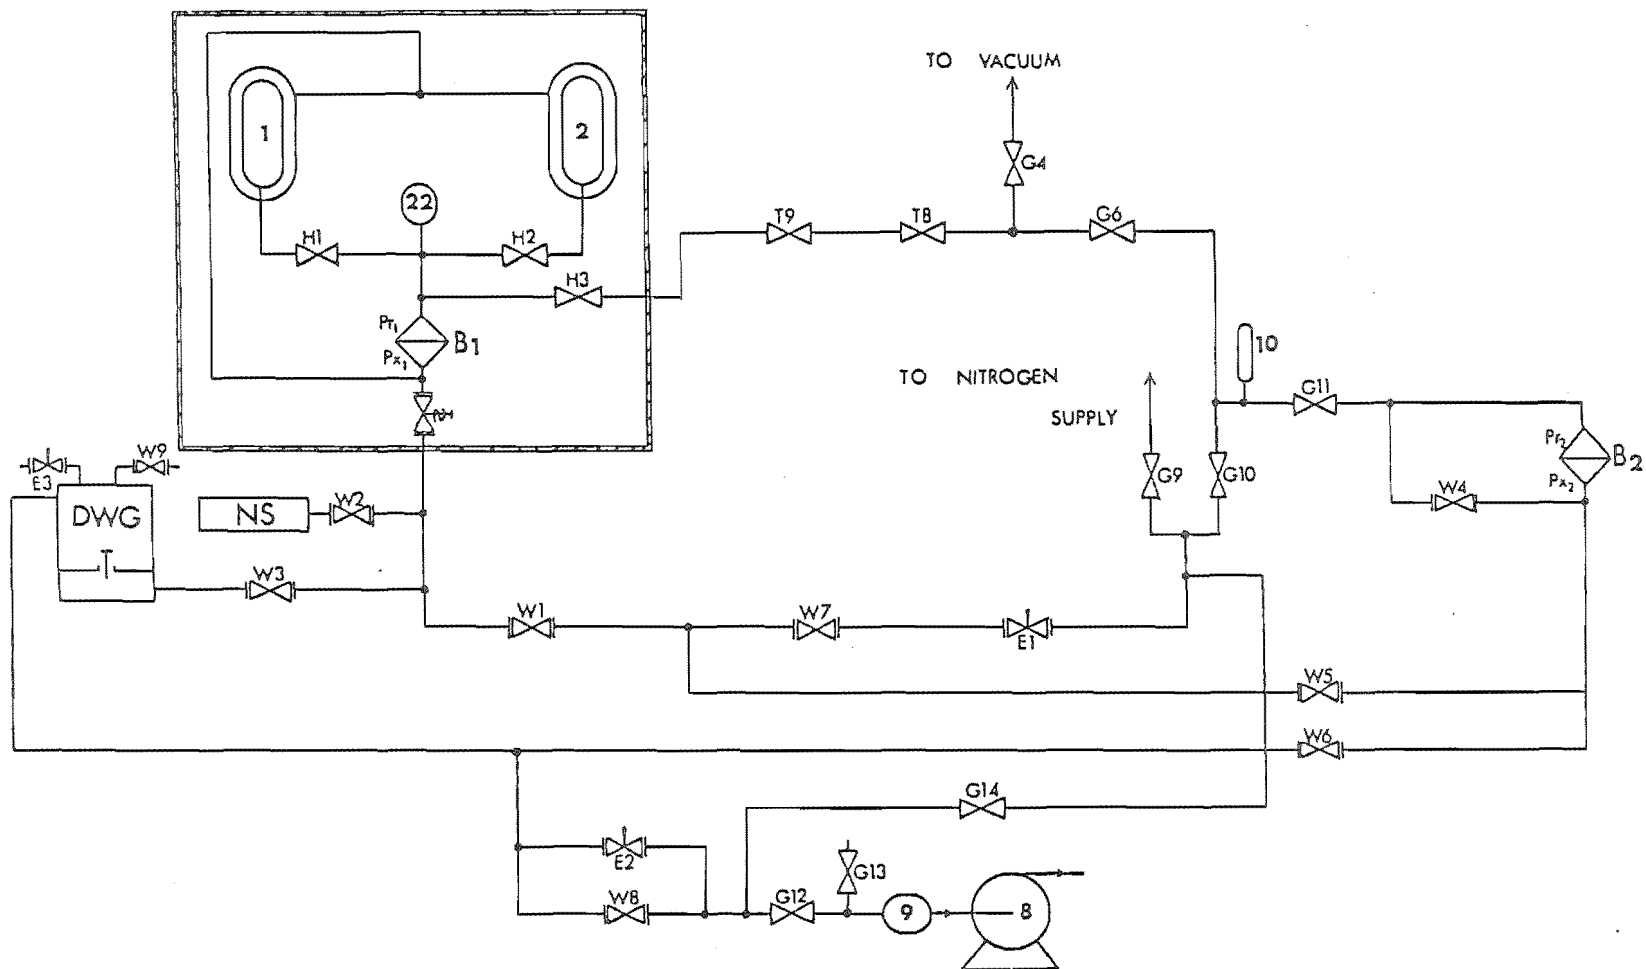 TO VACUUM
G4
1
2
22
T9
T8
G6
H1
H2
H3
PT1
B1
Px1
10
TO NITROGEN
SUPPLY
G11
Pr2
B2
Px2
W9
E3
G9
G10
W4
DWG
NS
W2
W3
W1
W7
E1
W5
W6
G14
E2
G13
W8
G12
9
8